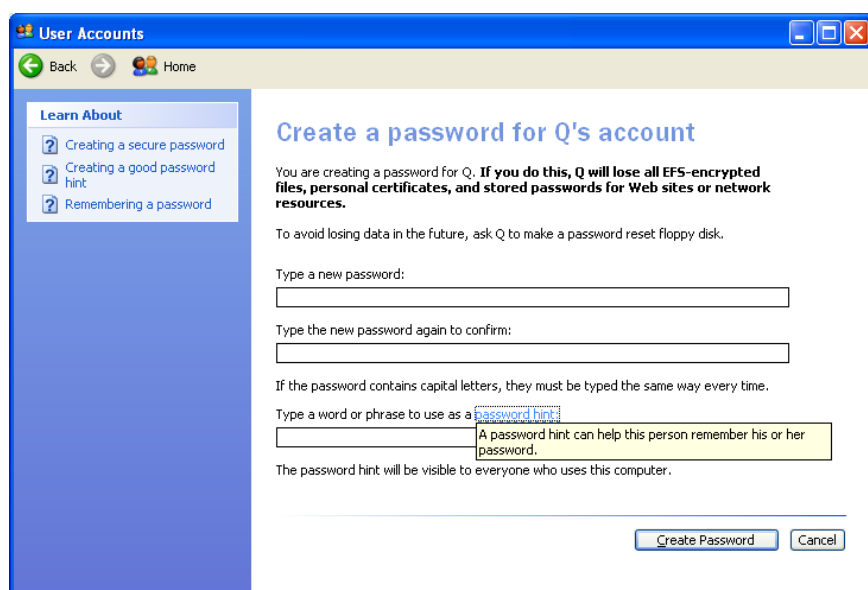 User Accounts
Back
Home
Learn About
Creating a secure password
Creating a good password
hint
Remembering a password
Create a password for Q's account
You are creating a password for Q. If you do this, Q will lose all EFS-encrypted
files, personal certificates, and stored passwords for Web sites or network
resources.
To avoid losing data in the future, ask Q to make a password reset floppy disk.
Type a new password:
Type the new password again to confirm:
If the password contains capital letters, they must be typed the same way every time.
Type a word or phrase to use as a password hint:
A password hint can help this person remember his or her
password.
The password hint will be visible to everyone who uses this computer.
Create Password
Cancel